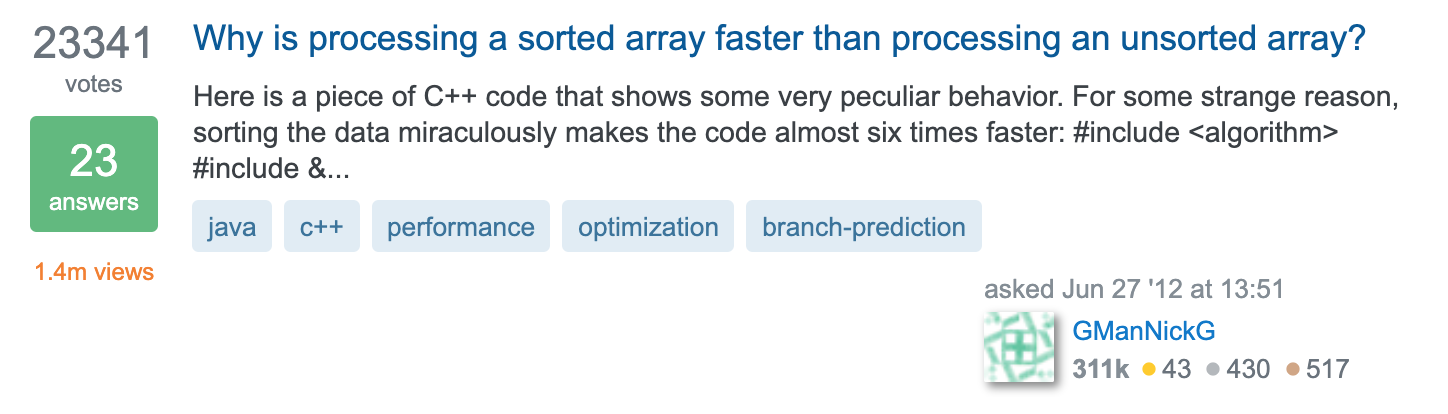 23341
votes
23
answers
1.4m views
Why is processing a sorted array faster than processing an unsorted array?
Here is a piece of C++ code that shows some very peculiar behavior. For some strange reason,
sorting the data miraculously makes the code almost six times faster: #include <algorithm>
#include &...
java c++ performance optimization branch-prediction
asked Jun 27 '12 at 13:51
GManNickG
311k 43 430 517